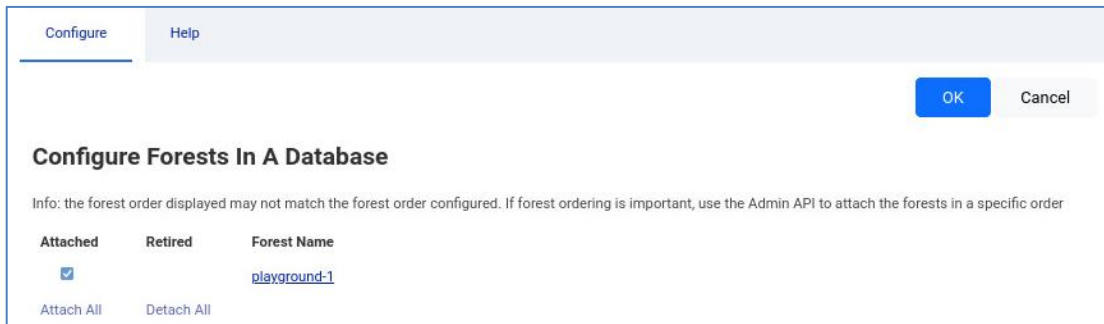 Configure Help
OK Cancel
Configure Forests In A Database
Info: the forest order displayed may not match the forest order configured. If forest ordering is important, use the Admin API to attach the forests in a specific order
Attached Retired Forest Name
playground-1
Attach All Detach All